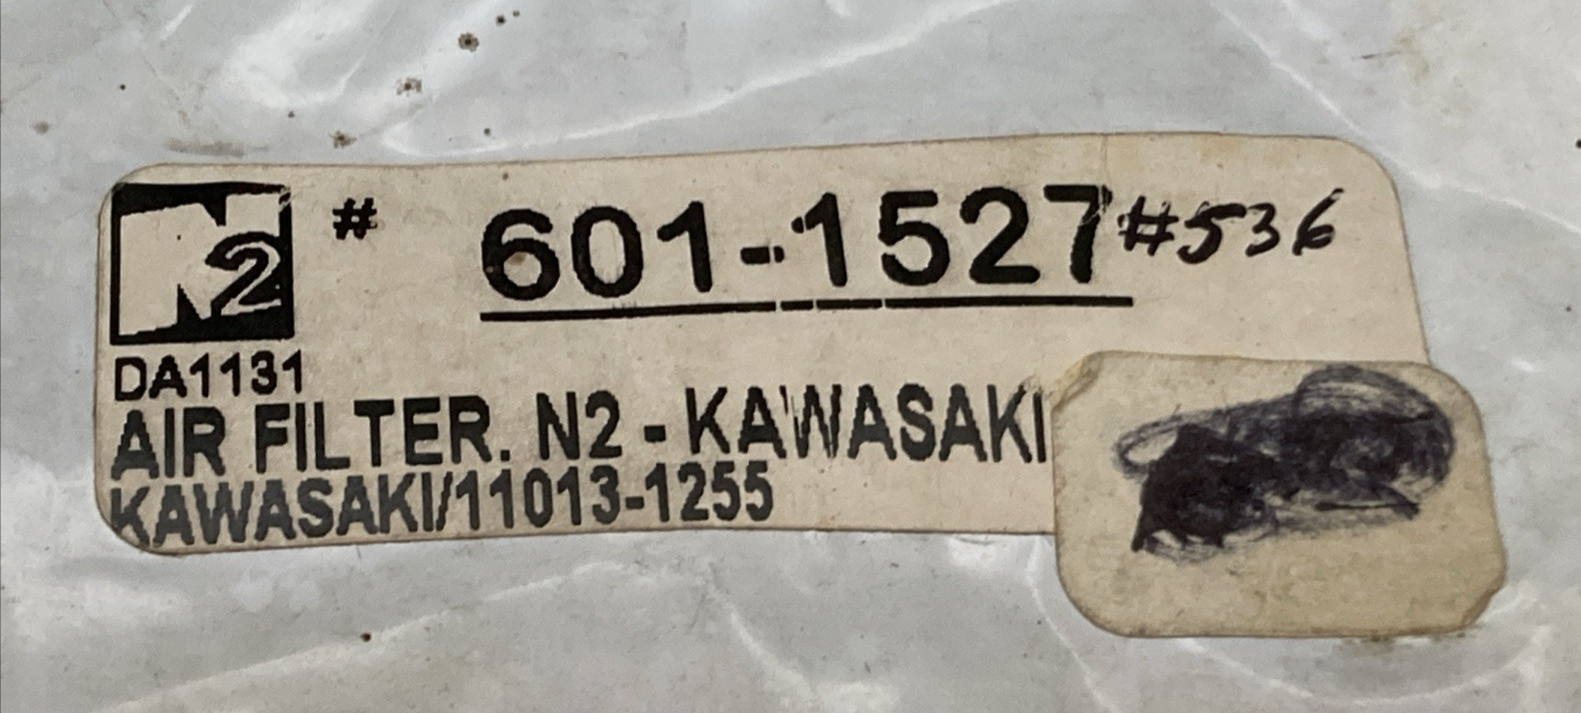 N2 # 601-1527 #536
DA1131
AIR FILTER. N2 - KAWASAKI
KAWASAKI/11013-1255